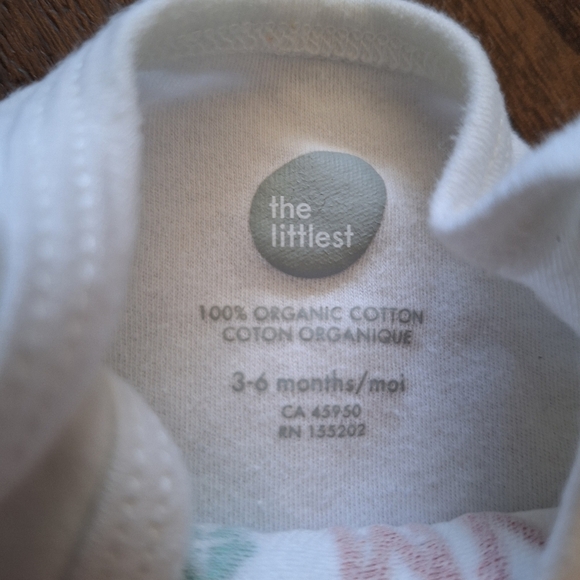 the
littlest
100% ORGANIC COTTON
COTON ORGANIQUE
3-6 months/moi
CA 45950
RN 155202